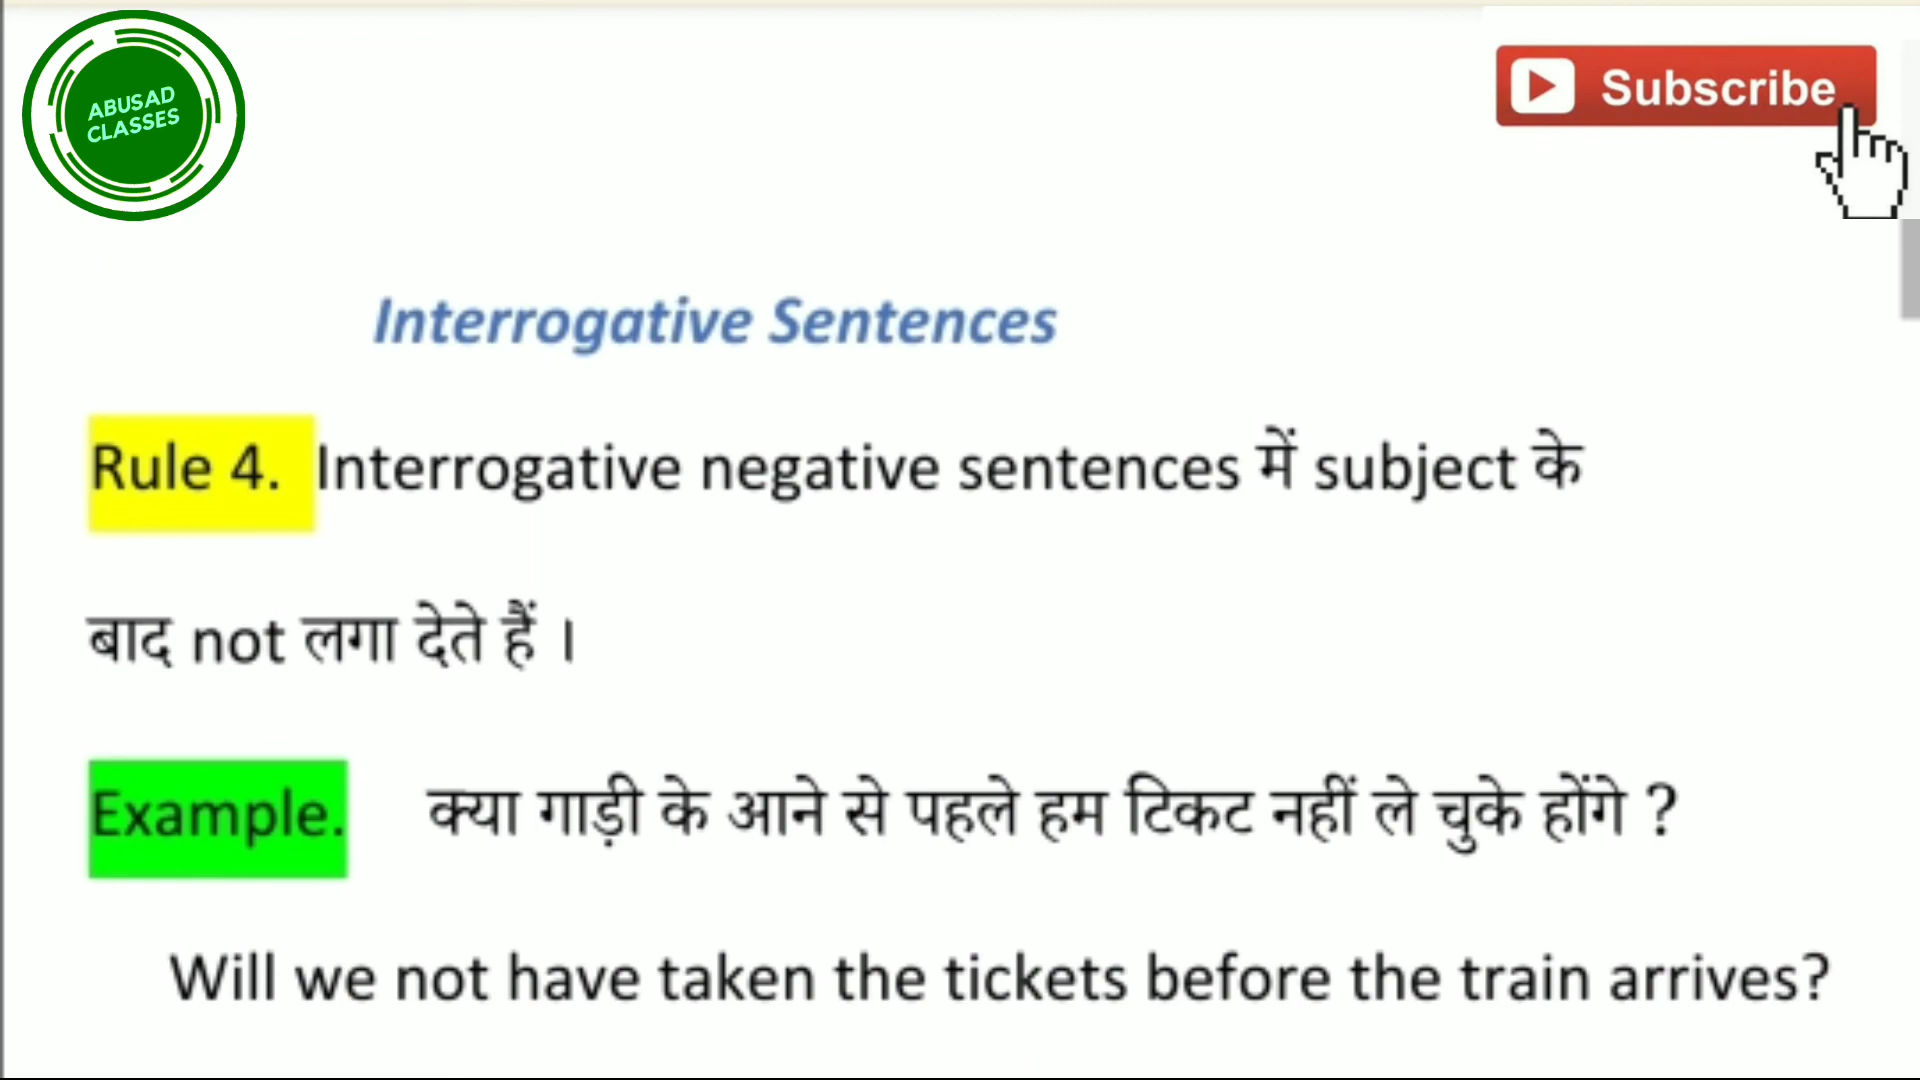 ABUSAD
CLASSES
Subscribe
Interrogative Sentences
Rule 4. Interrogative negative sentences में subject के
बाद not लगा देते हैं ।
Example. क्या गाड़ी के आने से पहले हम टिकट नहीं ले चुके होंगे ?
Will we not have taken the tickets before the train arrives?